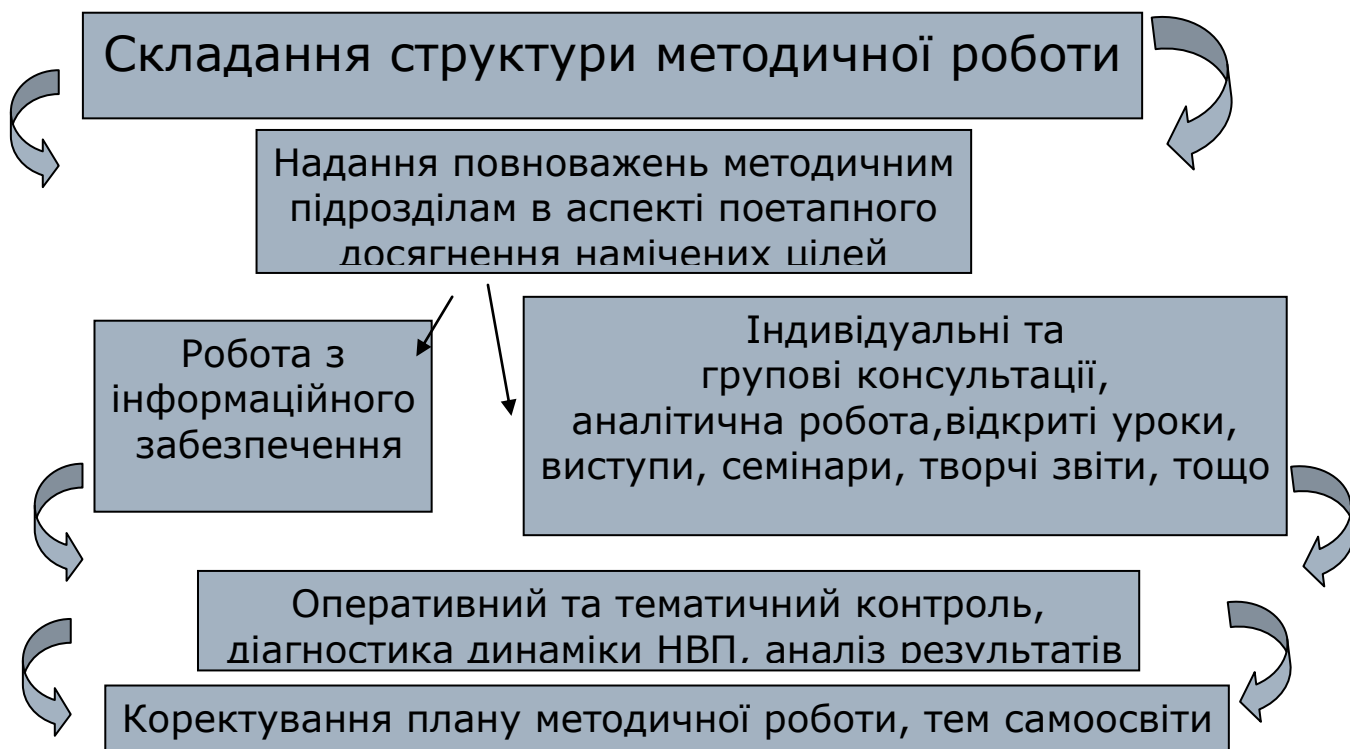 Складання структури методичної роботи
Надання повноважень методичним
підрозділам в аспекті поетапного
досягнення намічених цілей
Робота з
інформаційного
забезпечення
Індивідуальні та
групові консультації,
аналітична робота,відкриті уроки,
виступи, семінари, творчі звіти, тощо
Оперативний та тематичний контроль,
діагностика динаміки НВП, аналіз результатів
Коректування плану методичної роботи, тем самоосвіти